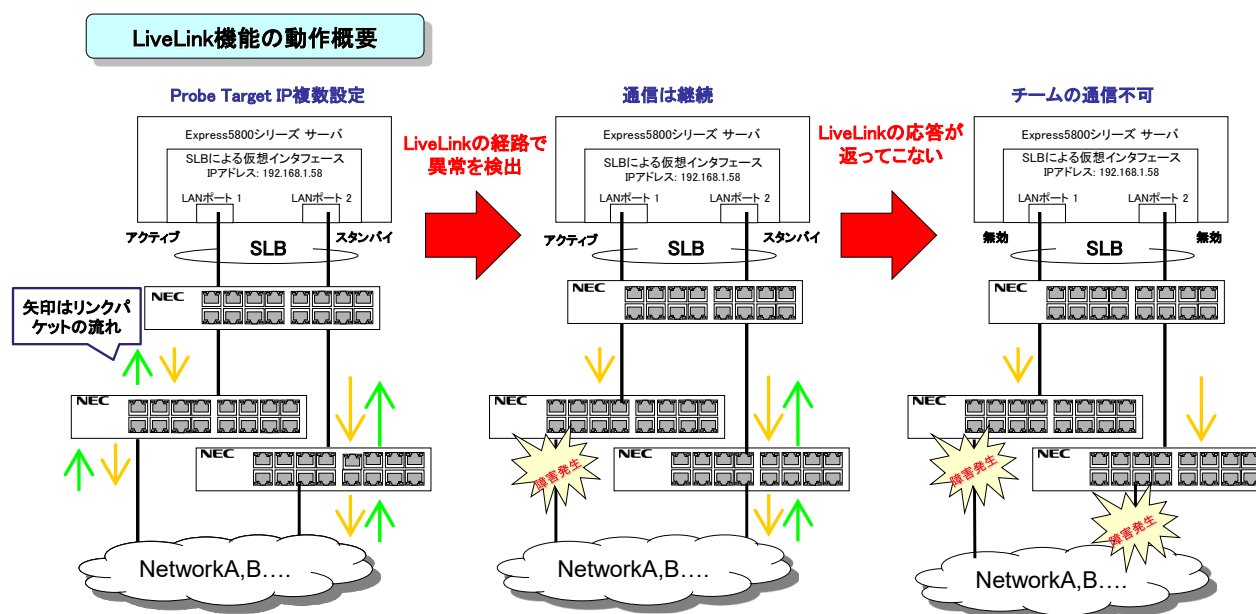 LiveLink機能の動作概要
Probe Target IP複数設定
Express5800シリーズ サーバ
SLBによる仮想インタフェース
IPアドレス: 192.168.1.58
LANポート 1
LANポート 2
アクティブ
スタンバイ
SLB
NEC
矢印はリンクパ
ケットの流れ
NEC
NEC
NetworkA,B….
LiveLinkの経路で
異常を検出
通信は継続
Express5800シリーズ サーバ
SLBによる仮想インタフェース
IPアドレス: 192.168.1.58
LANポート 1
LANポート 2
アクティブ
スタンバイ
SLB
NEC
NEC
NEC
障害発生
NetworkA,B….
LiveLinkの応答が
返ってこない
チームの通信不可
Express5800シリーズ サーバ
SLBによる仮想インタフェース
IPアドレス: 192.168.1.58
LANポート 1
LANポート 2
無効
無効
SLB
NEC
NEC
NEC
障害発生
障害発生
NetworkA,B….